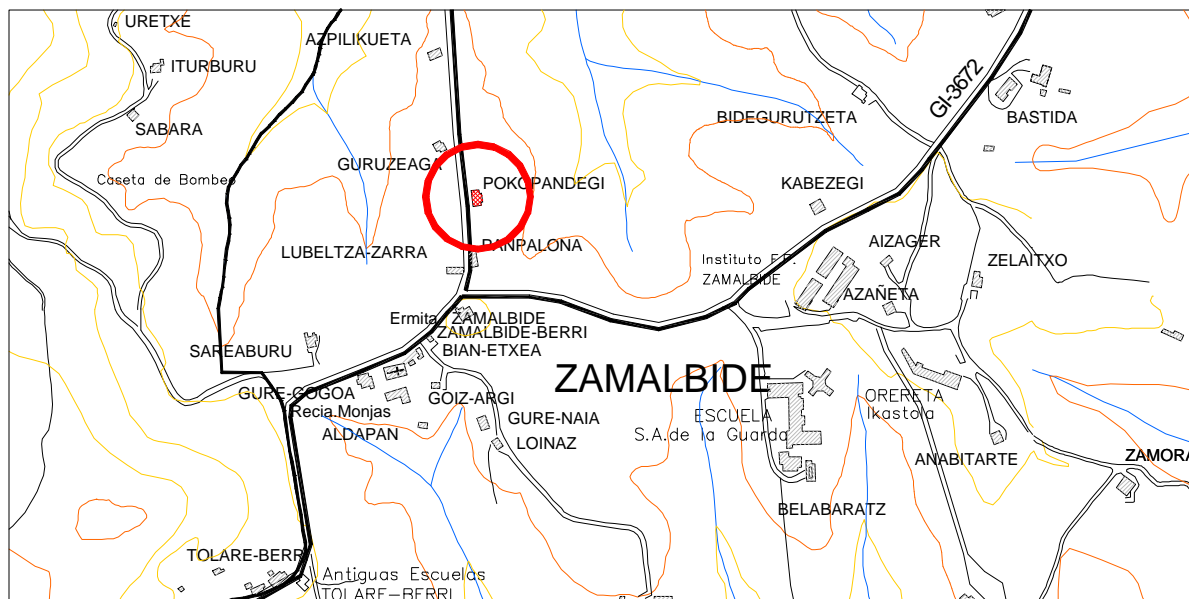 URETXE
AZPILIKUETA
ITURBURU
GI-3672
BASTIDA
BIDEGURUTZETA
SABARA
GURUZEAGA
Caseta de Bombeo
POKOPANDEGI
KABEZEGI
LUBELTZA-ZARRA
PANPALONA
AIZAGER
Instituto F.P.
ZAMALBIDE
ZELAITXO
AZAÑETA
Ermita
ZAMALBIDE
ZAMALBIDE-BERRI
BIAN-ETXEA
SAREABURU
ZAMALBIDE
GURE-GOGOA
GOIZ-ARGI
Recia.Monjas
ORERETA
Ikastola
GURE-NAIA
ESCUELA
S.A.de la Guarda
ALDAPAN
LOINAZ
ANABITARTE
ZAMORA
BELABARATZ
TOLARE-BERRI
Antiguas Escuelas
TOLARE-BERRI